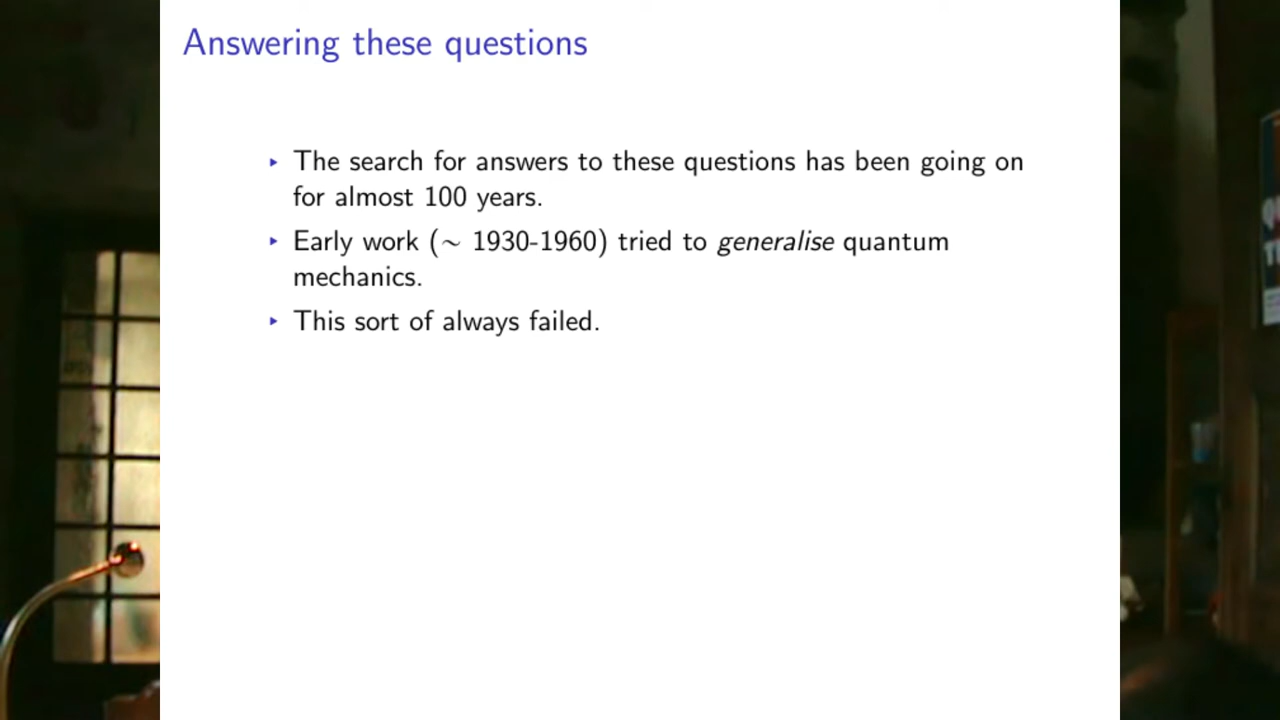 Answering these questions
‣ The search for answers to these questions has been going on
for almost 100 years.
‣ Early work (∼ 1930-1960) tried to generalise quantum
mechanics.
‣ This sort of always failed.